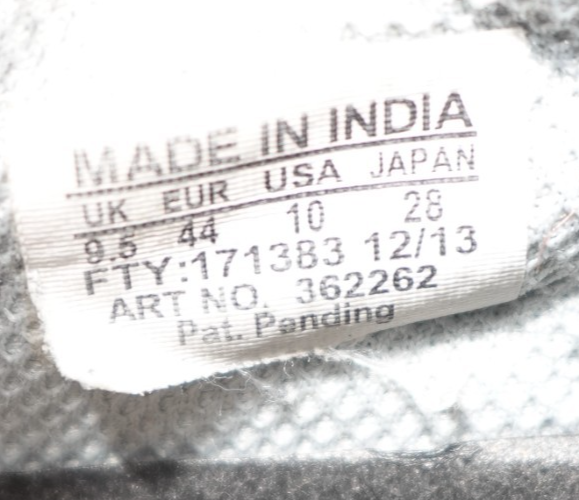 MADE IN INDIA
UK EUR USA JAPAN
9.5 44 10 28
FTY:171383 12/13
ART NO. 362262
Pat. Pending